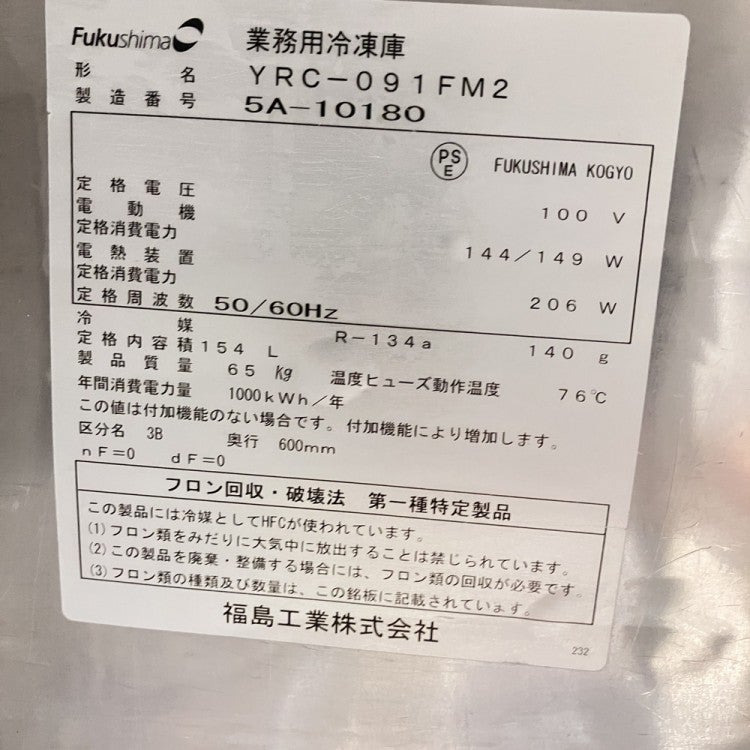 Fukushima 業務用冷凍庫
形名 YRC-091FM2
製造番号 5A-10180
PSE FUKUSHIMA KOGYO
定格電圧 100 V
電動機
定格消費電力 144/149 W
電熱装置
定格消費電力 206 W
定格周波数 50/60Hz
冷媒 R-134a 140 g
定格内容積 154 L
製品質量 65 Kg 温度ヒューズ動作温度 76℃
年間消費電力量 1000kWh/年
この値は付加機能のない場合です。付加機能により増加します。
区分名 3B 奥行 600mm
nF=0 dF=0
フロン回収・破壊法 第一種特定製品
この製品には冷媒としてHFCが使われています。
(1)フロン類をみだりに大気中に放出することは禁じられています。
(2)この製品を廃棄・整備する場合には、フロン類の回収が必要です。
(3)フロン類の種類及び数量は、この銘板に記載されています。
福島工業株式会社
232